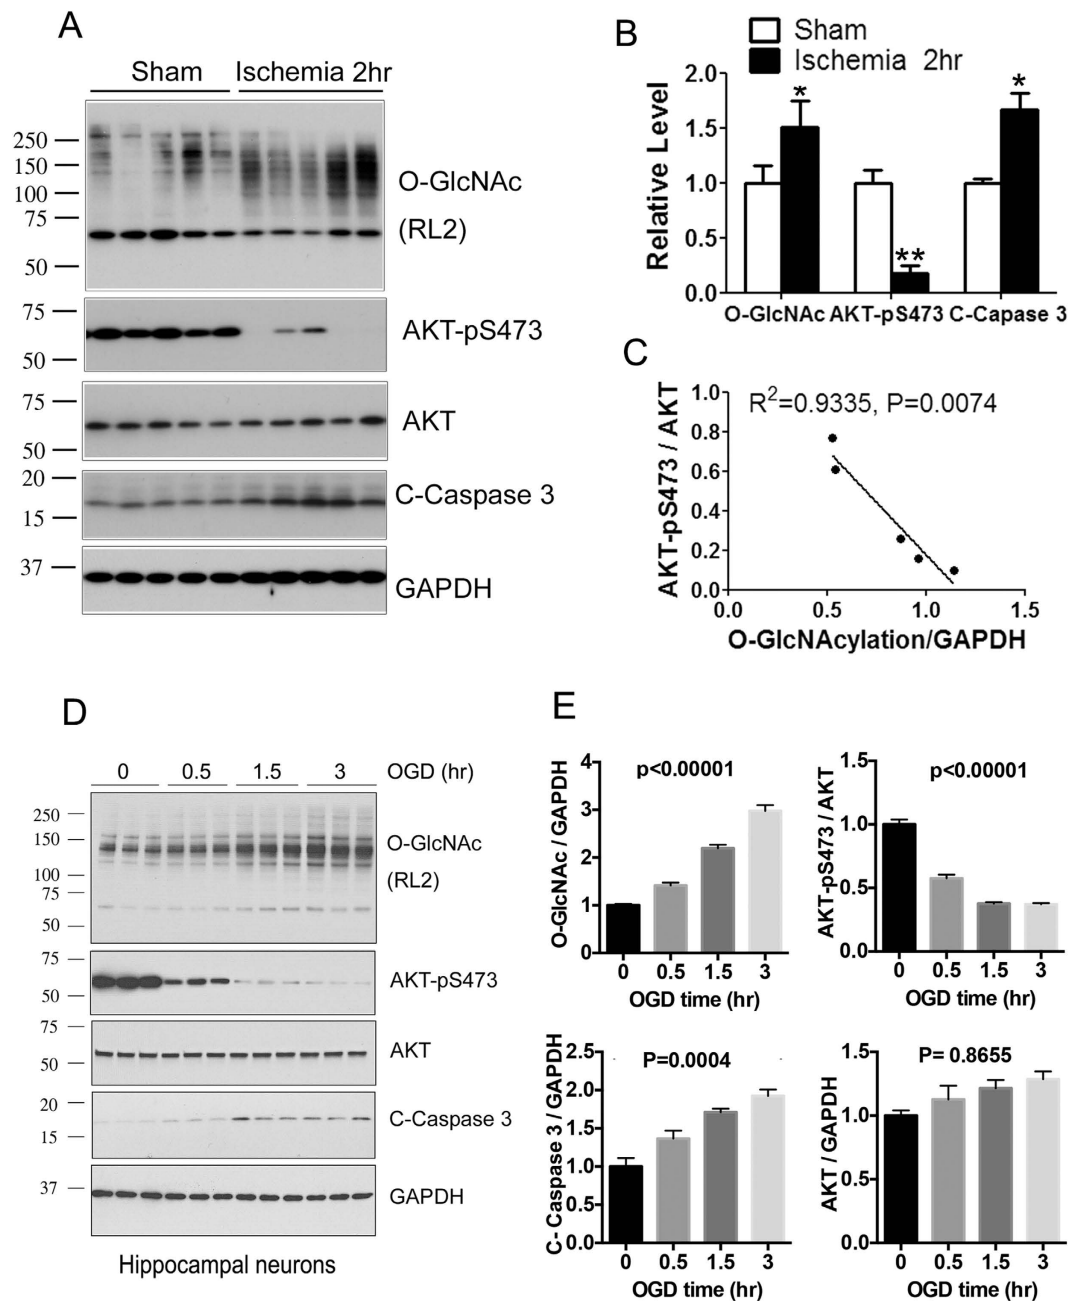 A
Sham Ischemia 2hr
250
150
100
75
50
O-GlcNAc
(RL2)
75
50
AKT-pS473
75
50
AKT
20
15
C-Caspase 3
37
GAPDH
B
Sham
Ischemia 2hr
Relative Level
2.0
1.5
1.0
0.5
0.0
* ** *
O-GlcNAc AKT-pS473 C-Capase 3
C
AKT-pS473 / AKT
R²=0.9335, P=0.0074
1.0
0.8
0.6
0.4
0.2
0.0
0.0 0.5 1.0 1.5
O-GlcNAcylation/GAPDH
D
0 0.5 1.5 3 OGD (hr)
250
150
100
75
50
O-GlcNAc
(RL2)
75
50
AKT-pS473
75
50
AKT
20
15
C-Caspase 3
37
GAPDH
Hippocampal neurons
E
O-GlcNAc / GAPDH
p<0.00001
4
3
2
1
0
0 0.5 1.5 3
OGD time (hr)
AKT-pS473 / AKT
p<0.00001
1.5
1.0
0.5
0.0
0 0.5 1.5 3
OGD time (hr)
C- Caspase 3 / GAPDH
P=0.0004
2.5
2.0
1.5
1.0
0.5
0.0
0 0.5 1.5 3
OGD time (hr)
AKT / GAPDH
P= 0.8655
1.5
1.0
0.5
0.0
0 0.5 1.5 3
OGD time (hr)